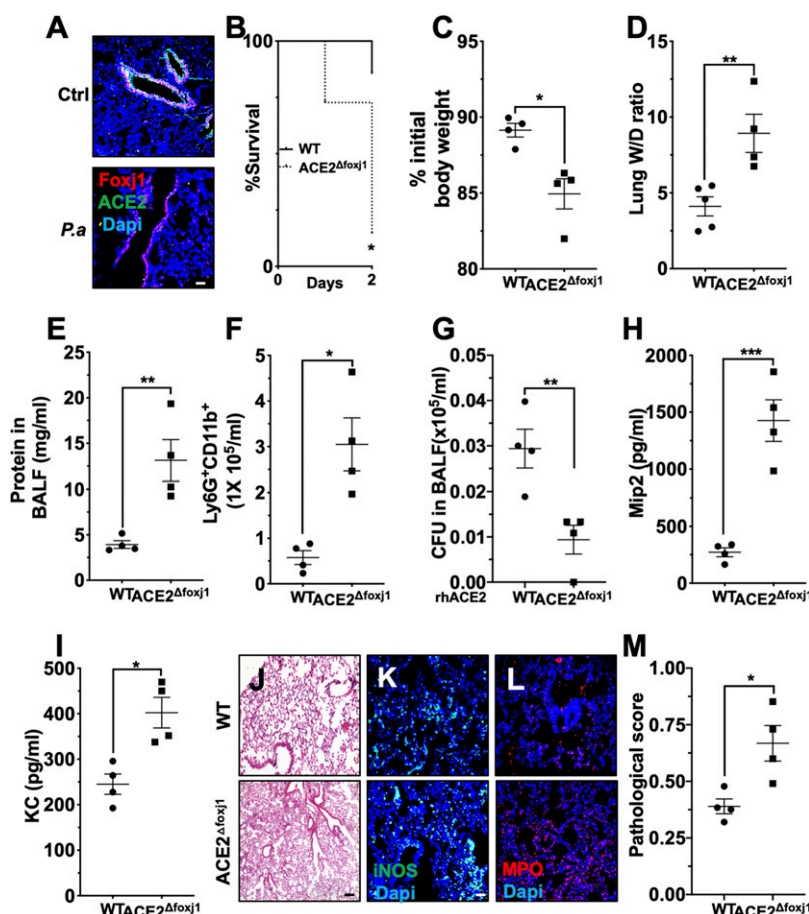 A
Ctrl
P.a
Foxj1
ACE2
Dapi
B
%Survival
100
0
WT
ACE2Δfoxj1
*
0
Days
2
C
% initial
body weight
95
90
85
80
*
WT ACE2Δfoxj1
D
Lung W/D ratio
15
10
5
0
**
WT ACE2Δfoxj1
E
Protein in
BALF (mg/ml)
25
20
15
10
5
0
**
WT ACE2Δfoxj1
F
Ly6G+CD11b+
(1X 10⁵/ml)
5
4
3
2
1
0
*
WT ACE2Δfoxj1
G
CFU in BALF(x10⁵/ml)
0.05
0.04
0.03
0.02
0.01
0.00
**
rhACE2
WT ACE2Δfoxj1
H
Mip2 (pg/ml)
2000
1500
1000
500
250
0
***
WT ACE2Δfoxj1
I
KC (pg/ml)
500
400
300
200
100
0
*
WT ACE2Δfoxj1
J
K
L
WT
ACE2Δfoxj1
iNOS
Dapi
MPO
Dapi
M
Pathological score
1.00
0.75
0.50
0.25
0.00
*
WT ACE2Δfoxj1